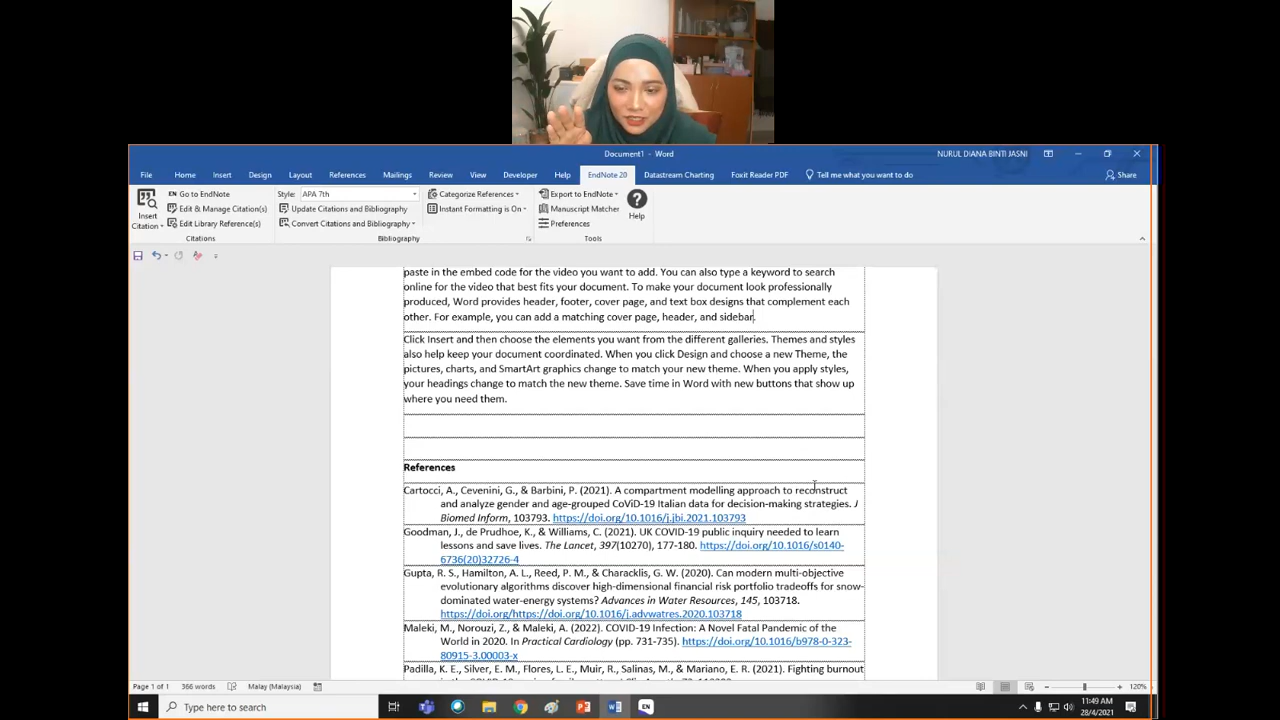 Document1 - Word
NURUL DIANA BINTI JASNI
File Home Insert Design Layout References Mailings Review View Developer Help EndNote 20 Datastream Charting Foxit Reader PDF Tell me what you want to do Share
Insert Citation
Go to EndNote
Edit & Manage Citation(s)
Edit Library Reference(s)
Citations
Style: APA 7th
Update Citations and Bibliography
Convert Citations and Bibliography
Categorize References
Instant Formatting is On
Bibliography
Export to EndNote
Manuscript Matcher
Preferences
Help
Tools
paste in the embed code for the video you want to add. You can also type a keyword to search
online for the video that best fits your document. To make your document look professionally
produced, Word provides header, footer, cover page, and text box designs that complement each
other. For example, you can add a matching cover page, header, and sidebar.
Click Insert and then choose the elements you want from the different galleries. Themes and styles
also help keep your document coordinated. When you click Design and choose a new Theme, the
pictures, charts, and SmartArt graphics change to match your new theme. When you apply styles,
your headings change to match the new theme. Save time in Word with new buttons that show up
where you need them.
References
Cartocci, A., Cevenini, G., & Barbini, P. (2021). A compartment modelling approach to reconstruct
and analyze gender and age-grouped CoViD-19 Italian data for decision-making strategies. J
Biomed Inform, 103793. https://doi.org/10.1016/j.jbi.2021.103793
Goodman, J., de Prudhoe, K., & Williams, C. (2021). UK COVID-19 public inquiry needed to learn
lessons and save lives. The Lancet, 397(10270), 177-180. https://doi.org/10.1016/s0140-
6736(20)32726-4
Gupta, R. S., Hamilton, A. L., Reed, P. M., & Characklis, G. W. (2020). Can modern multi-objective
evolutionary algorithms discover high-dimensional financial risk portfolio tradeoffs for snow-
dominated water-energy systems? Advances in Water Resources, 145, 103718.
https://doi.org/https://doi.org/10.1016/j.advwatres.2020.103718
Maleki, M., Norouzi, Z., & Maleki, A. (2022). COVID-19 Infection: A Novel Fatal Pandemic of the
World in 2020. In Practical Cardiology (pp. 731-735). https://doi.org/10.1016/b978-0-323-
80915-3.00003-x
Padilla, K. E., Silver, E. M., Flores, L. E., Muir, R., Salinas, M., & Mariano, E. R. (2021). Fighting burnout
Page 1 of 1 366 words Malay (Malaysia) 120%
Type here to search
EN
11:49 AM
28/4/2021